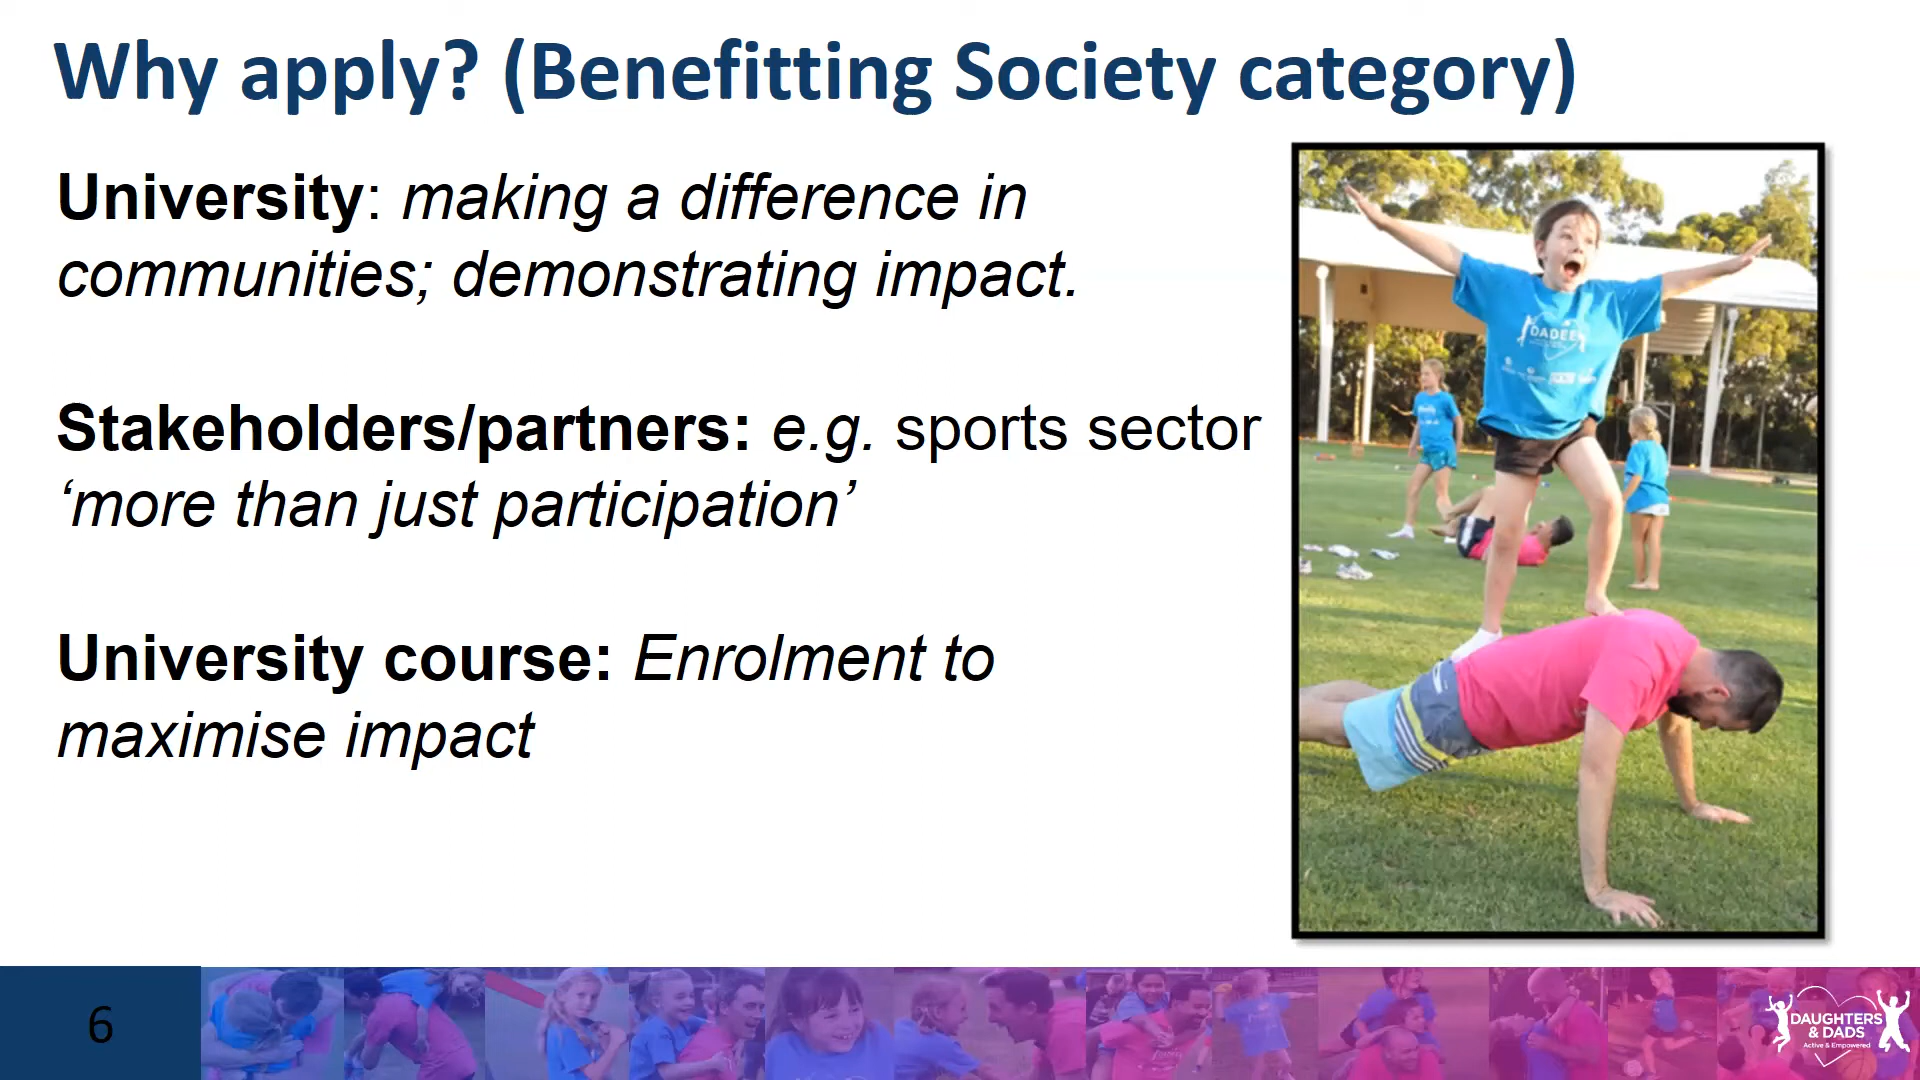 Why apply? (Benefitting Society category)
University: making a difference in
communities; demonstrating impact.
Stakeholders/partners: e.g. sports sector
‘more than just participation’
University course: Enrolment to
maximise impact
DADEE
6
DAUGHTERS
& DADS
Active & Empowered